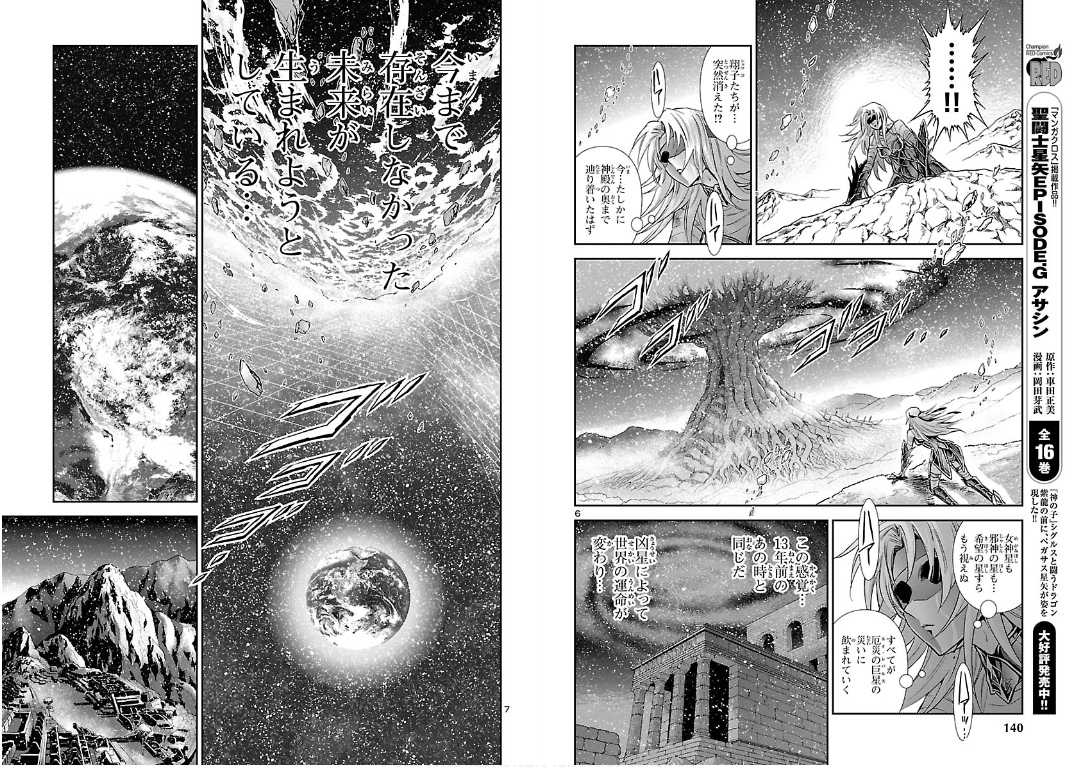 Champion
RED Comics
RED
「マンガクロス」掲載作品!!
聖闘士星矢EPISODE.G アサシン
原作:車田正美
漫画:岡田芽武
全16巻
「神の子」シグルスと闘うドラゴン
紫龍の前に、ペガサス星矢が姿を
現した!!
大好評発売中!!
………!!
翔子たちが…
突然消えた!?
今…たしかに
神殿の奥まで
辿り着いたはず
ゴゴゴゴ
6
女神星も
邪神の星も…
希望の星すら
もう視えぬ
すべてが
厄災の巨星の
災いに
飲まれていく
この感覚…
13年前の
あの時と
同じだ
凶星によって
世界の運命が
変わり…
140
今まで
存在しなかった
未来が
生まれようと
している…
ゴゴゴゴ
7